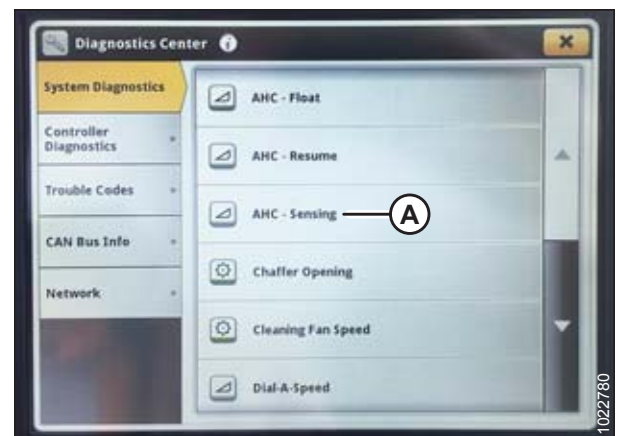 Diagnostics Center
System Diagnostics
Controller
Diagnostics
Trouble Codes
CAN Bus Info
Network
AHC - Float
AHC - Resume
AHC - Sensing
A
Chaffer Opening
Cleaning Fan Speed
Dial-A-Speed
1022780